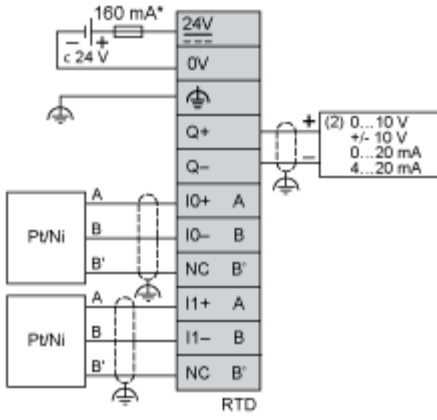 160 mA*
24V
− c 24 V
0V
Q+
Q−
+
−
(2) 0...10 V
+/- 10 V
0...20 mA
4...20 mA
Pt/Ni
A
B
B'
I0+ A
I0− B
NC B'
Pt/Ni
A
B
B'
I1+ A
I1− B
NC B'
RTD